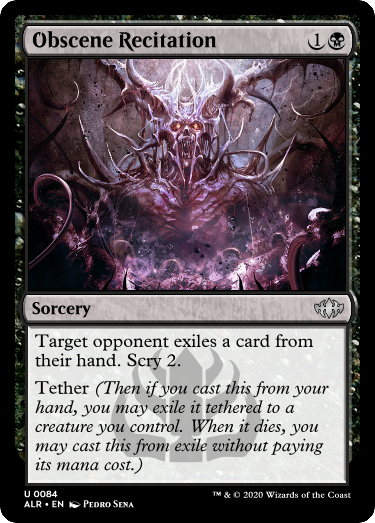 Obscene Recitation 1
Sorcery
Target opponent exiles a card from
their hand. Scry 2.
Tether (Then if you cast this from your
hand, you may exile it tethered to a
creature you control. When it dies, you
may cast this from exile without paying
its mana cost.)
U 0084
ALR • EN Pedro Sena
™ & © 2020 Wizards of the Coast